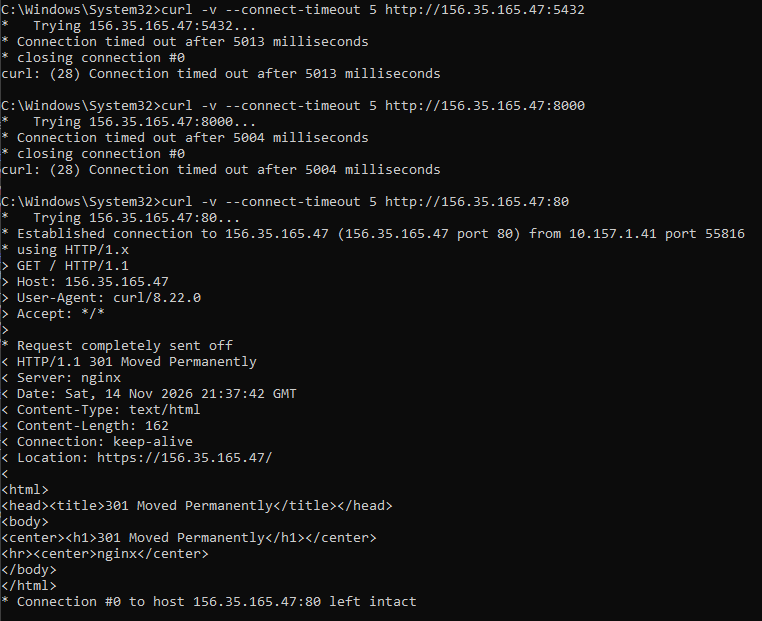 C:\Windows\System32>curl -v --connect-timeout 5 http://156.35.165.47:5432
*   Trying 156.35.165.47:5432...
* Connection timed out after 5013 milliseconds
* closing connection #0
curl: (28) Connection timed out after 5013 milliseconds
C:\Windows\System32>curl -v --connect-timeout 5 http://156.35.165.47:8000
*   Trying 156.35.165.47:8000...
* Connection timed out after 5004 milliseconds
* closing connection #0
curl: (28) Connection timed out after 5004 milliseconds
C:\Windows\System32>curl -v --connect-timeout 5 http://156.35.165.47:80
*   Trying 156.35.165.47:80...
* Established connection to 156.35.165.47 (156.35.165.47 port 80) from 10.157.1.41 port 55816
* using HTTP/1.x
> GET / HTTP/1.1
> Host: 156.35.165.47
> User-Agent: curl/8.22.0
> Accept: */*
>
* Request completely sent off
< HTTP/1.1 301 Moved Permanently
< Server: nginx
< Date: Sat, 14 Nov 2026 21:37:42 GMT
< Content-Type: text/html
< Content-Length: 162
< Connection: keep-alive
< Location: https://156.35.165.47/
<
<html>
<head><title>301 Moved Permanently</title></head>
<body>
<center><h1>301 Moved Permanently</h1></center>
<hr><center>nginx</center>
</body>
</html>
* Connection #0 to host 156.35.165.47:80 left intact